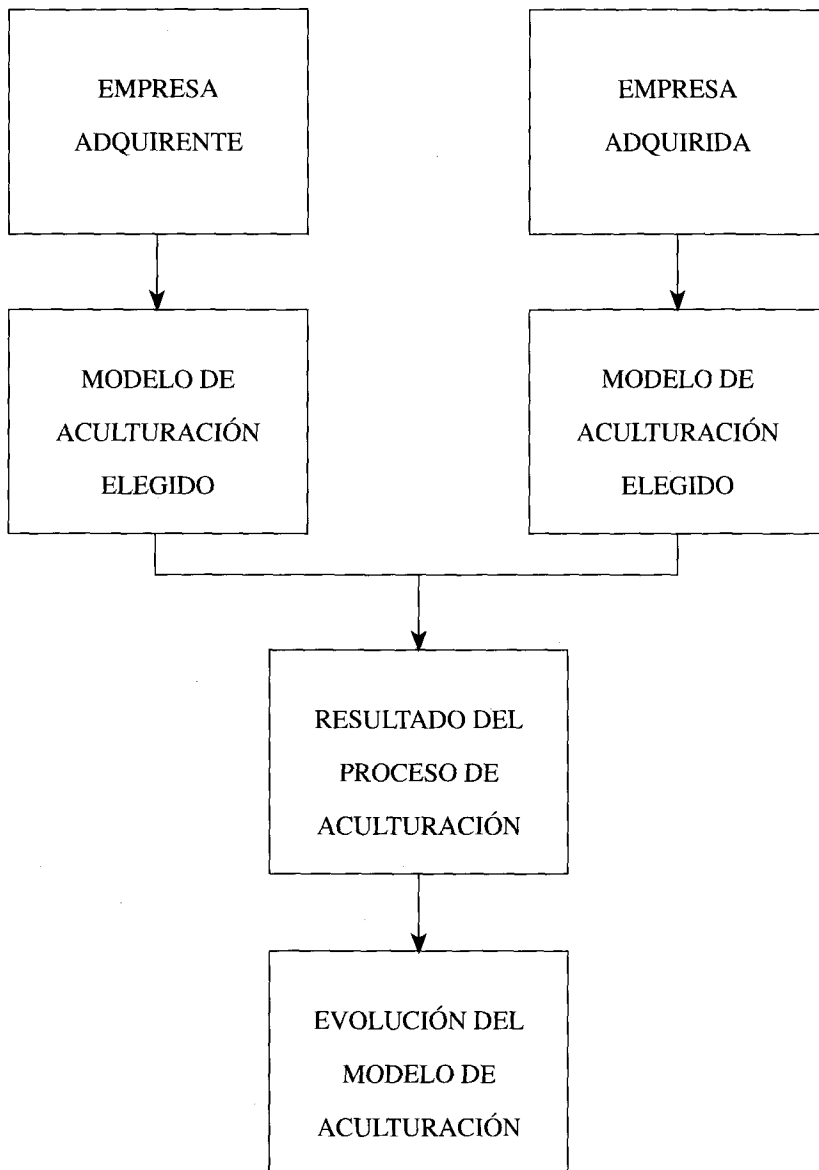 EMPRESA
ADQUIRENTE
EMPRESA
ADQUIRIDA
MODELO DE
ACULTURACIÓN
ELEGIDO
MODELO DE
ACULTURACIÓN
ELEGIDO
RESULTADO DEL
PROCESO DE
ACULTURACIÓN
EVOLUCIÓN DEL
MODELO DE
ACULTURACIÓN